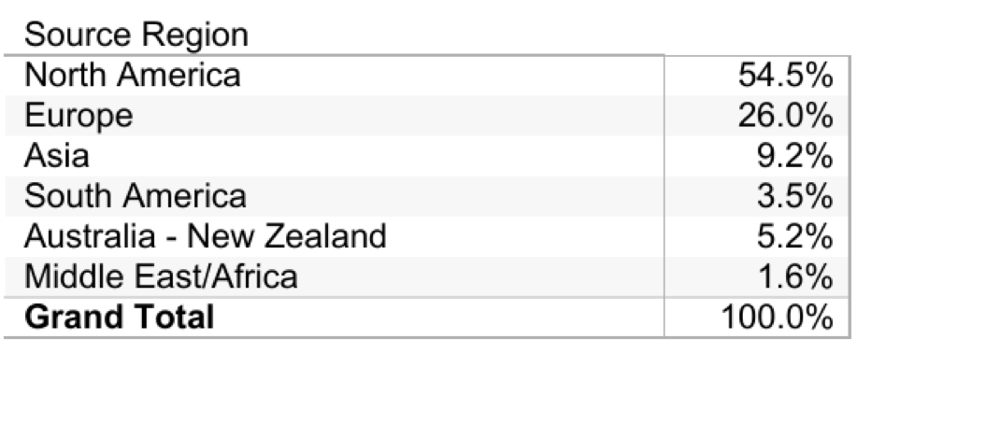 Source Region
North America 54.5%
Europe 26.0%
Asia 9.2%
South America 3.5%
Australia - New Zealand 5.2%
Middle East/Africa 1.6%
Grand Total 100.0%